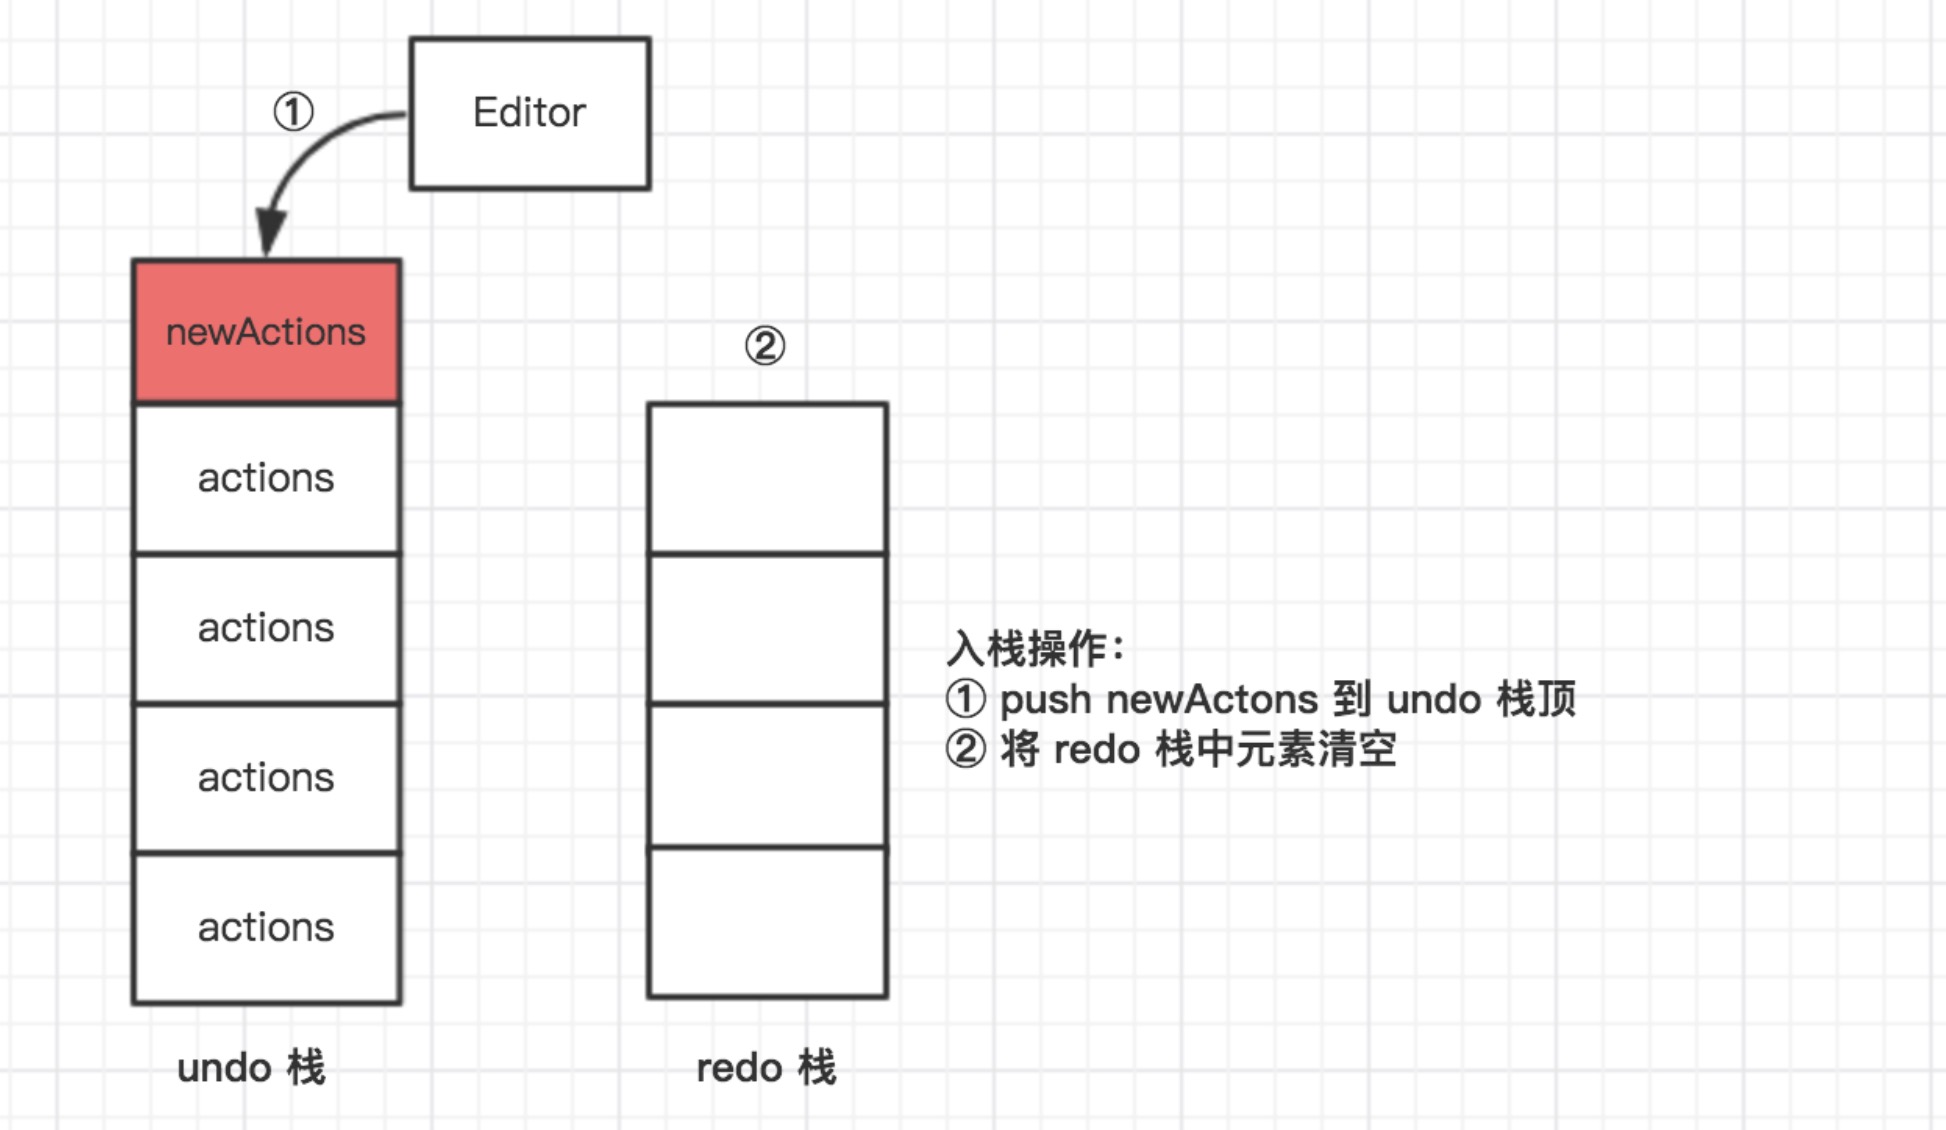 Editor
①
newActions
②
actions
actions
actions
actions
入栈操作：
① push newActons 到 undo 栈顶
② 将 redo 栈中元素清空
undo 栈
redo 栈